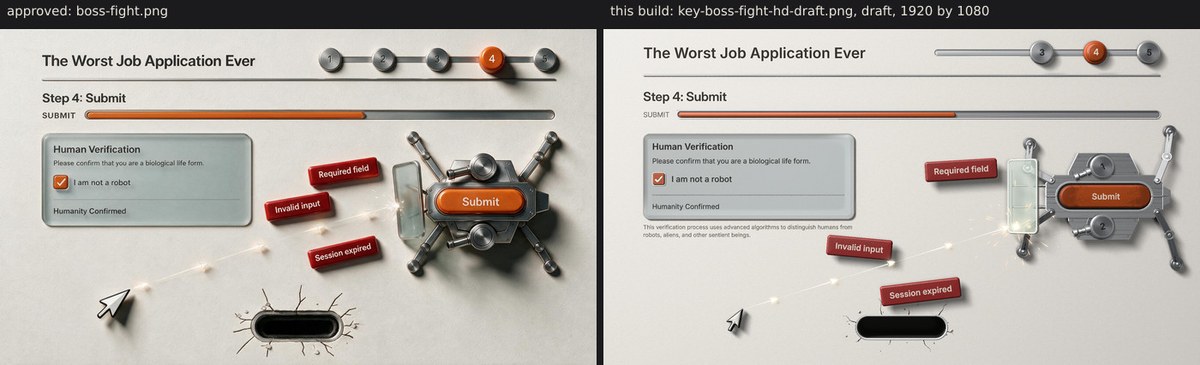 approved: boss-fight.png
The Worst Job Application Ever
1 2 3 4 5
Step 4: Submit
SUBMIT
Human Verification
Please confirm that you are a biological life form.
I am not a robot
Humanity Confirmed
Required field
Invalid input
Session expired
Submit
this build: key-boss-fight-hd-draft.png, draft, 1920 by 1080
The Worst Job Application Ever
3 4 5
Step 4: Submit
SUBMIT
Human Verification
Please confirm that you are a biological life form.
I am not a robot
Humanity Confirmed
This verification process uses advanced algorithms to distinguish humans from
robots, aliens, and other sentient beings.
Required field
Invalid input
Session expired
1
Submit
2